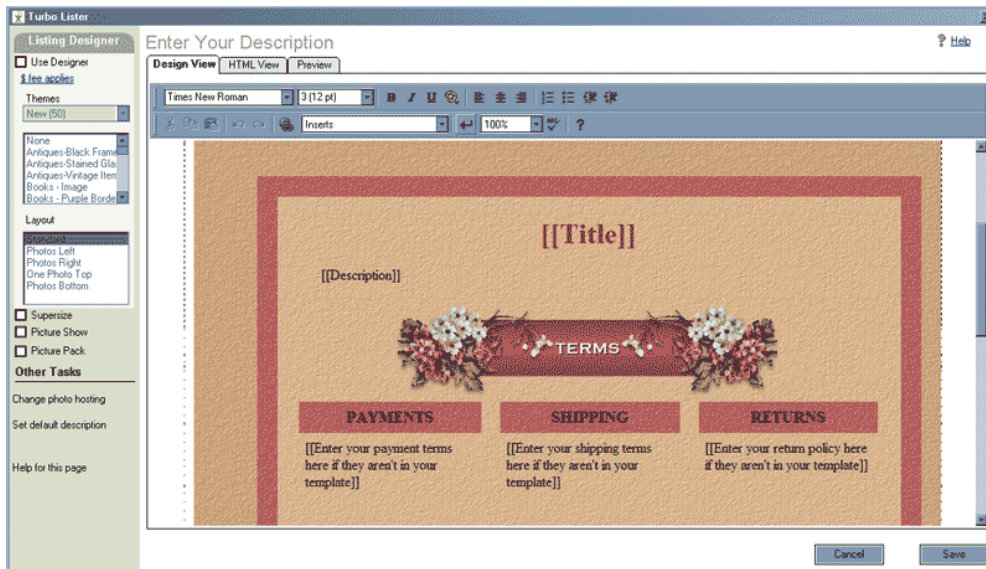 Turbo Lister
Listing Designer
Use Designer
$ fee applies
Themes
New (50)
None
Antiques-Black Frame
Antiques-Stained Gla
Antiques-Vintage Item
Books - Image
Books - Purple Borde
Layout
Standard
Photos Left
Photos Right
One Photo Top
Photos Bottom
Supersize
Picture Show
Picture Pack
Other Tasks
Change photo hosting
Set default description
Help for this page
Enter Your Description
? Help
Design View HTML View Preview
Times New Roman 3 (12 pt) B I U
Inserts 100% ABC ?
[[Title]]
[[Description]]
TERMS
PAYMENTS SHIPPING RETURNS
[[Enter your payment terms
here if they aren't in your
template]]
[[Enter your shipping terms
here if they aren't in your
template]]
[[Enter your return policy here
if they aren't in your template]]
Cancel Save